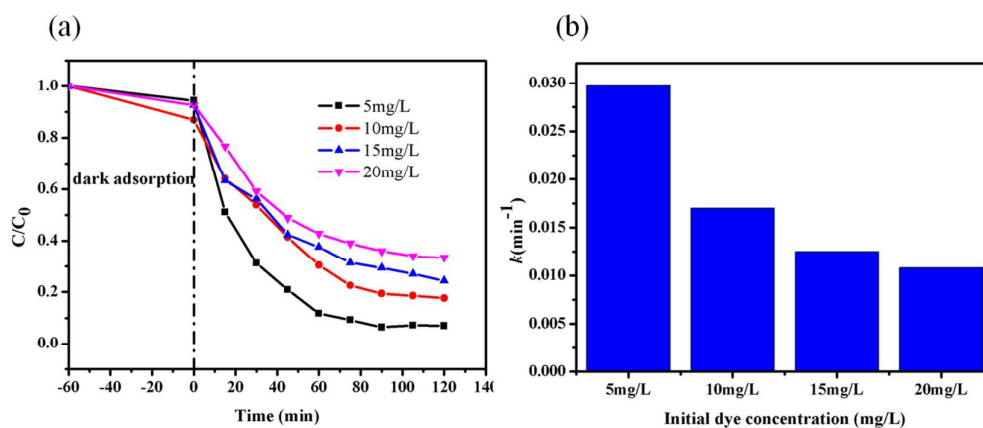 (a)
(b)
1.0
0.8
0.6
0.4
0.2
0.0
C/C0
dark adsorption
5mg/L
10mg/L
15mg/L
20mg/L
-60 -40 -20 0 20 40 60 80 100 120 140
Time (min)
0.030
0.025
0.020
0.015
0.010
0.005
0.000
k(min-1)
5mg/L 10mg/L 15mg/L 20mg/L
Initial dye concentration (mg/L)